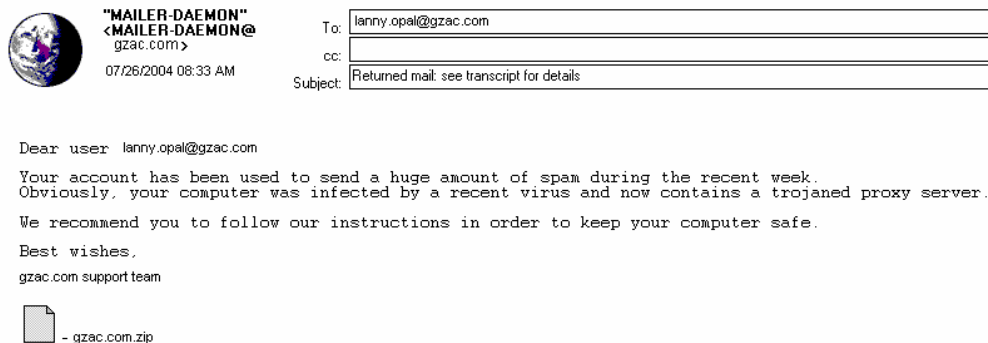 "MAILER-DAEMON"
<MAILER-DAEMON@
gzac.com>
07/26/2004 08:33 AM
To: lanny.opal@gzac.com
cc:
Subject: Returned mail: see transcript for details
Dear user lanny.opal@gzac.com
Your account has been used to send a huge amount of spam during the recent week.
Obviously, your computer was infected by a recent virus and now contains a trojaned proxy server.
We recommend you to follow our instructions in order to keep your computer safe.
Best wishes,
gzac.com support team
- gzac.com.zip